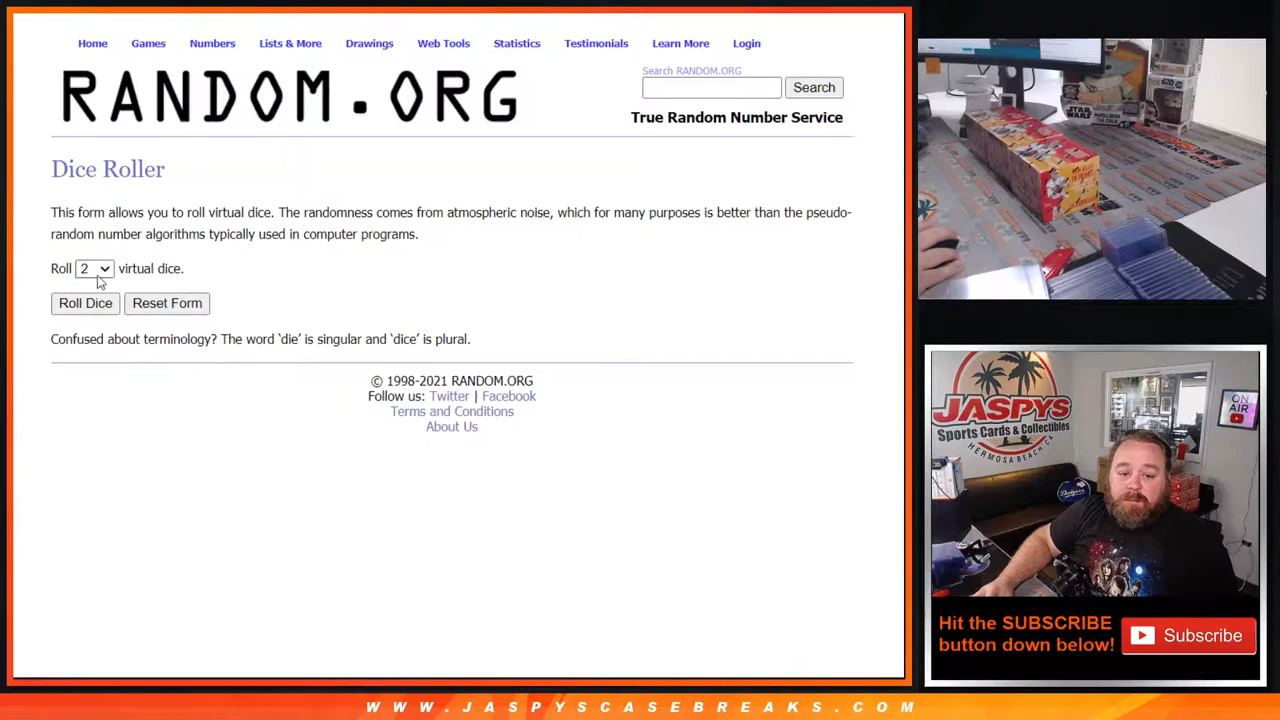 Home Games Numbers Lists & More Drawings Web Tools Statistics Testimonials Learn More Login
RANDOM.ORG
Search RANDOM.ORG
Search
True Random Number Service
Dice Roller
This form allows you to roll virtual dice. The randomness comes from atmospheric noise, which for many purposes is better than the pseudo-
random number algorithms typically used in computer programs.
Roll 2 virtual dice.
Roll Dice Reset Form
Confused about terminology? The word ‘die’ is singular and ‘dice’ is plural.
© 1998-2021 RANDOM.ORG
Follow us: Twitter | Facebook
Terms and Conditions
About Us
STAR
WARS
JASPYS
Sports Cards & Collectibles
HERMOSA BEACH CA
ON
AIR
Dodgers
Hit the SUBSCRIBE
button down below!
Subscribe
WWW.JASPYSCASEBREAKS.COM